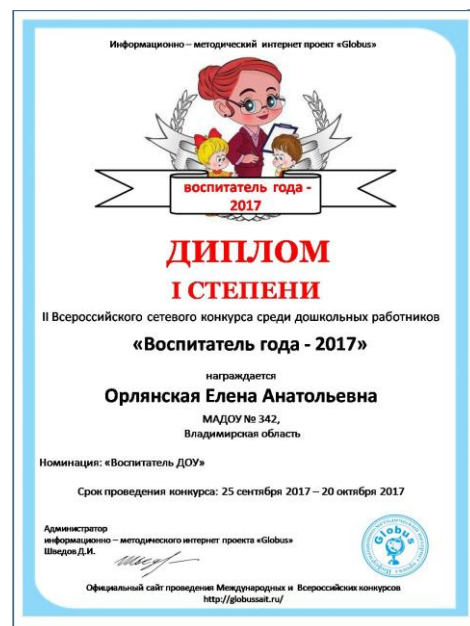 Информационно – методический интернет проект «Globus»
воспитатель года -
2017
ДИПЛОМ
I СТЕПЕНИ
II Всероссийского сетевого конкурса среди дошкольных работников
«Воспитатель года - 2017»
награждается
Орлянская Елена Анатольевна
МАДОУ № 342,
Владимирская область
Номинация: «Воспитатель ДОУ»
Срок проведения конкурса: 25 сентября 2017 – 20 октября 2017
Администратор
информационно – методического интернет проекта «Globus»
Шведов Д.И.
Globus
Официальный сайт проведения Международных и Всероссийских конкурсов
http://globussait.ru/